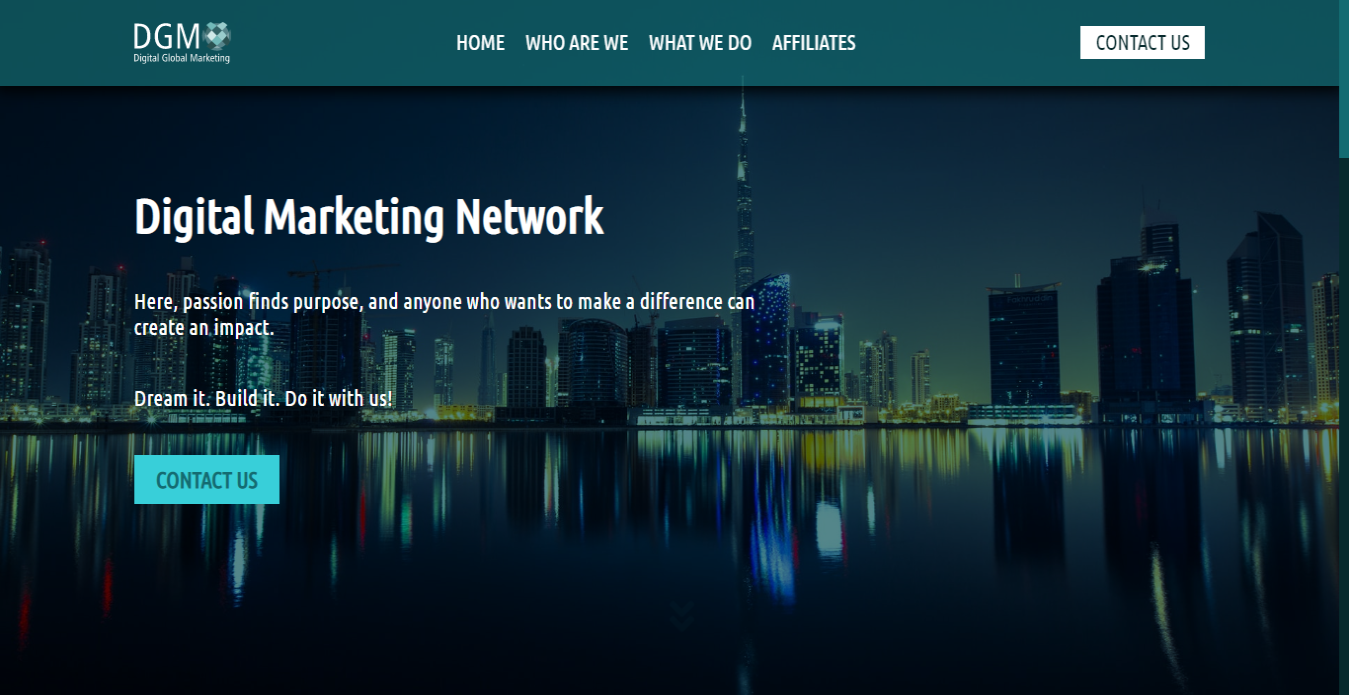 DGM
Digital Global Marketing
HOME WHO ARE WE WHAT WE DO AFFILIATES
CONTACT US
Digital Marketing Network
Here, passion finds purpose, and anyone who wants to make a difference can
create an impact.
Dream it. Build it. Do it with us!
CONTACT US